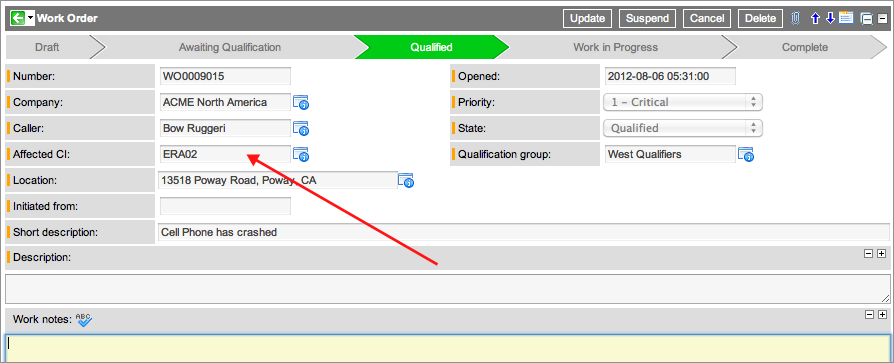 Work Order Update Suspend Cancel Delete
Draft Awaiting Qualification Qualified Work in Progress Complete
Number: WO0009015 Opened: 2012-08-06 05:31:00
Company: ACME North America Priority: 1 - Critical
Caller: Bow Ruggeri State: Qualified
Affected CI: ERA02 Qualification group: West Qualifiers
Location: 13518 Poway Road, Poway, CA
Initiated from:
Short description: Cell Phone has crashed
Description:
Work notes: ABC